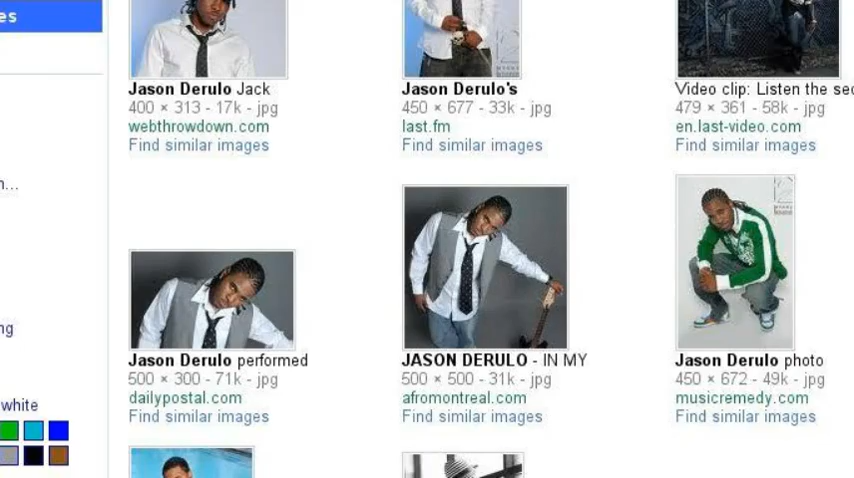 es
Jason Derulo Jack
400 × 313 - 17k - jpg
webthrowdown.com
Find similar images
Jason Derulo's
450 × 677 - 33k - jpg
last.fm
Find similar images
Video clip: Listen the sec
479 × 361 - 58k - jpg
en.last-video.com
Find similar images
n...
ng
white
Jason Derulo performed
500 × 300 - 71k - jpg
dailypostal.com
Find similar images
JASON DERULO - IN MY
500 × 500 - 31k - jpg
afromontreal.com
Find similar images
Jason Derulo photo
450 × 672 - 49k - jpg
musicremedy.com
Find similar images